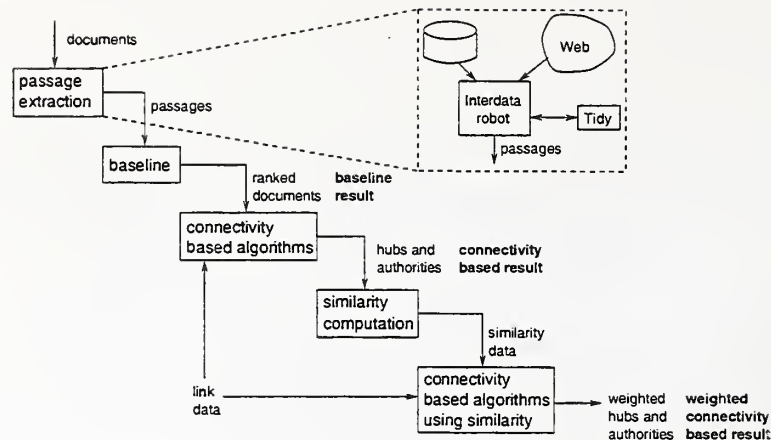 documents
passage
extraction
passages
Web
Interdata
robot
Tidy
passages
baseline
ranked
documents
baseline
result
connectivity
based algorithms
hubs and
authorities
connectivity
based result
similarity
computation
similarity
data
link
data
connectivity
based algorithms
using similarity
weighted
hubs and
authorities
weighted
connectivity
based result